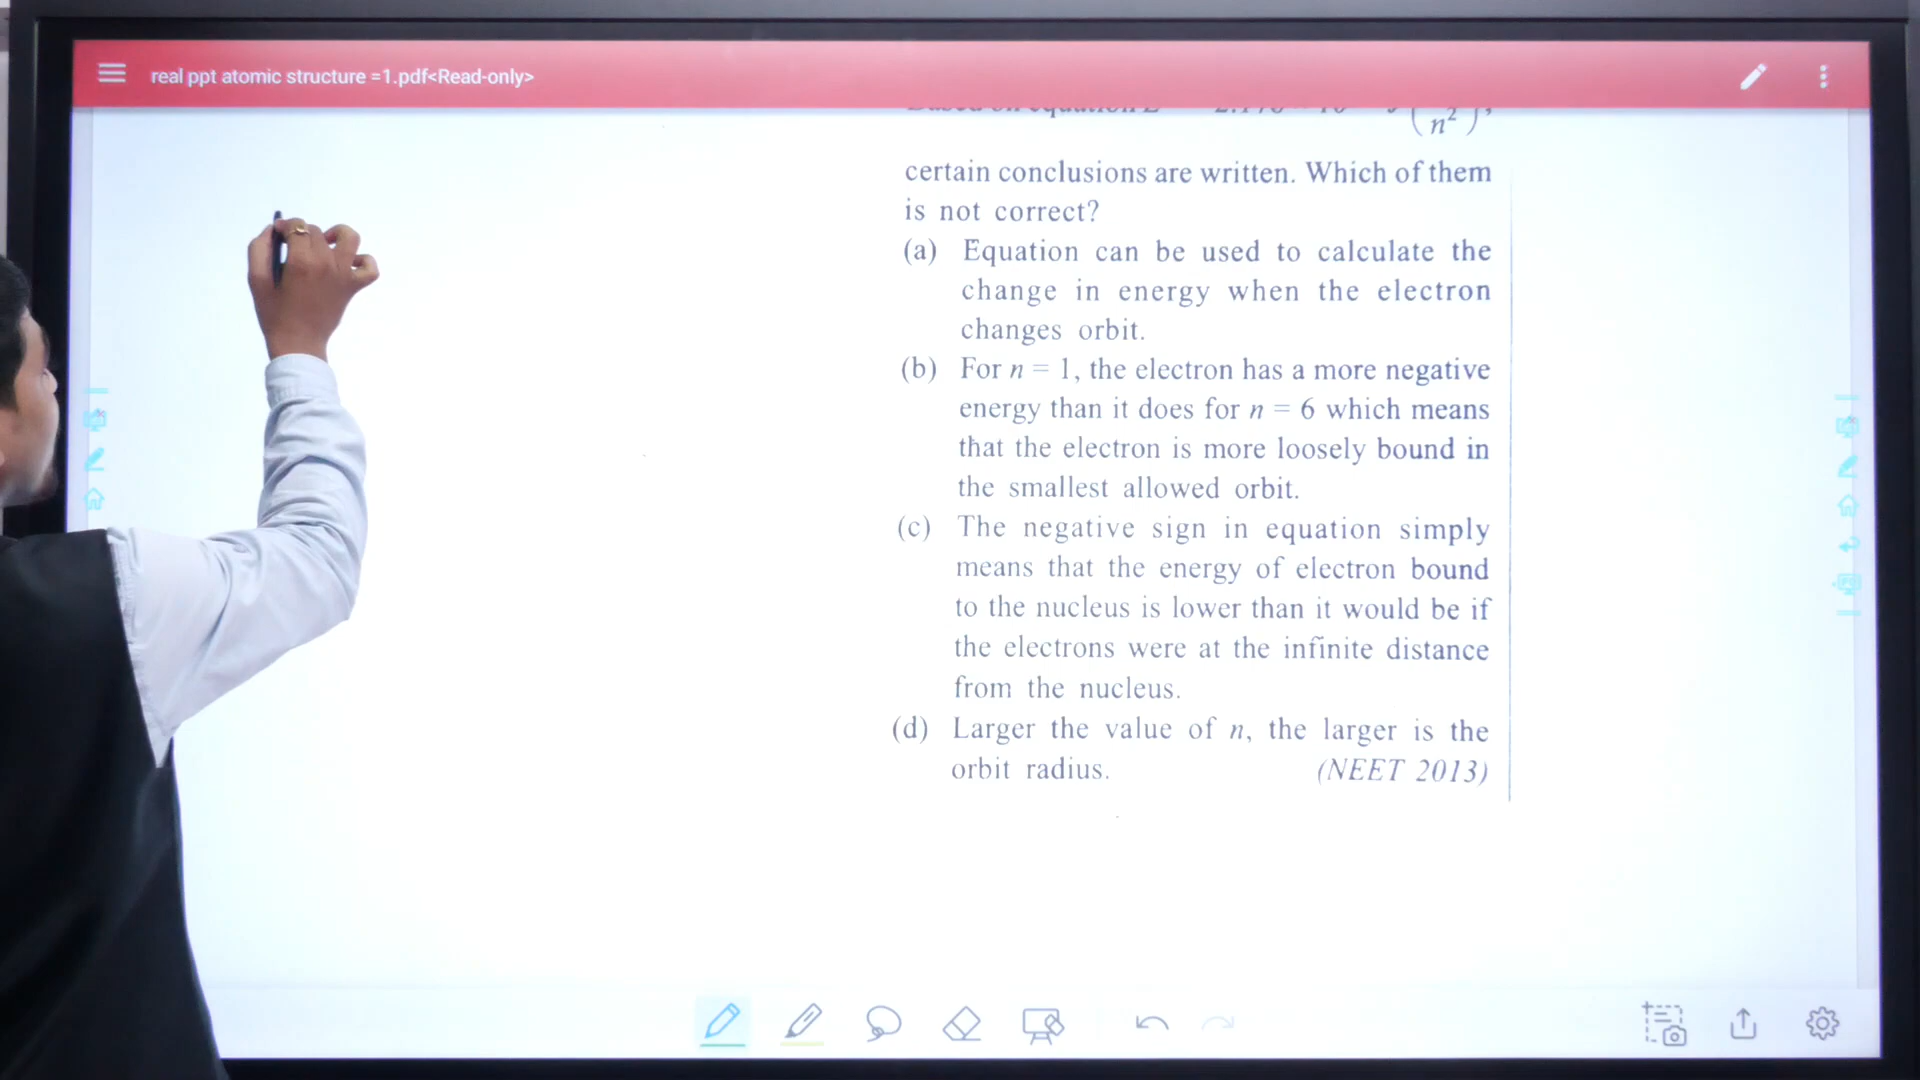 real ppt atomic structure =1.pdf<Read-only>
n²
certain conclusions are written. Which of them
is not correct?
(a) Equation can be used to calculate the
change in energy when the electron
changes orbit.
(b) For n = 1, the electron has a more negative
energy than it does for n = 6 which means
that the electron is more loosely bound in
the smallest allowed orbit.
(c) The negative sign in equation simply
means that the energy of electron bound
to the nucleus is lower than it would be if
the electrons were at the infinite distance
from the nucleus.
(d) Larger the value of n, the larger is the
orbit radius. (NEET 2013)